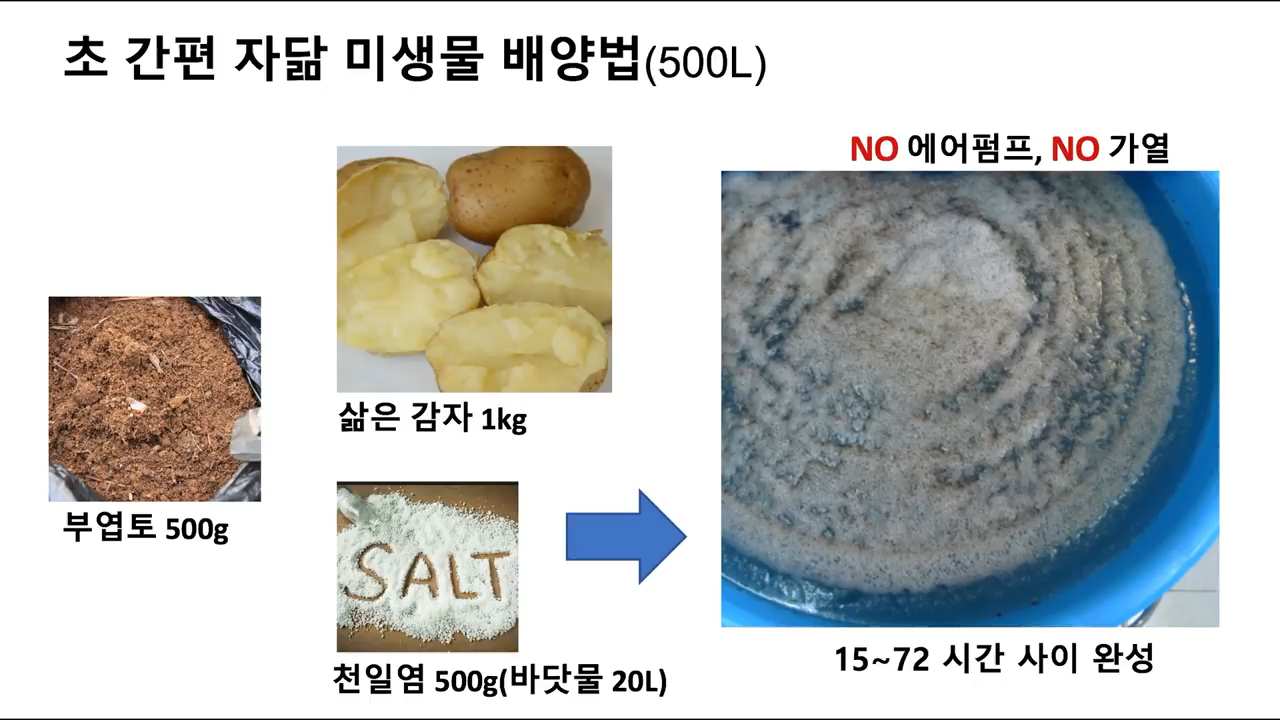 초 간편 자닮 미생물 배양법(500L)
NO 에어펌프, NO 가열
삶은 감자 1kg
부엽토 500g
SALT
천일염 500g(바닷물 20L)
15~72 시간 사이 완성